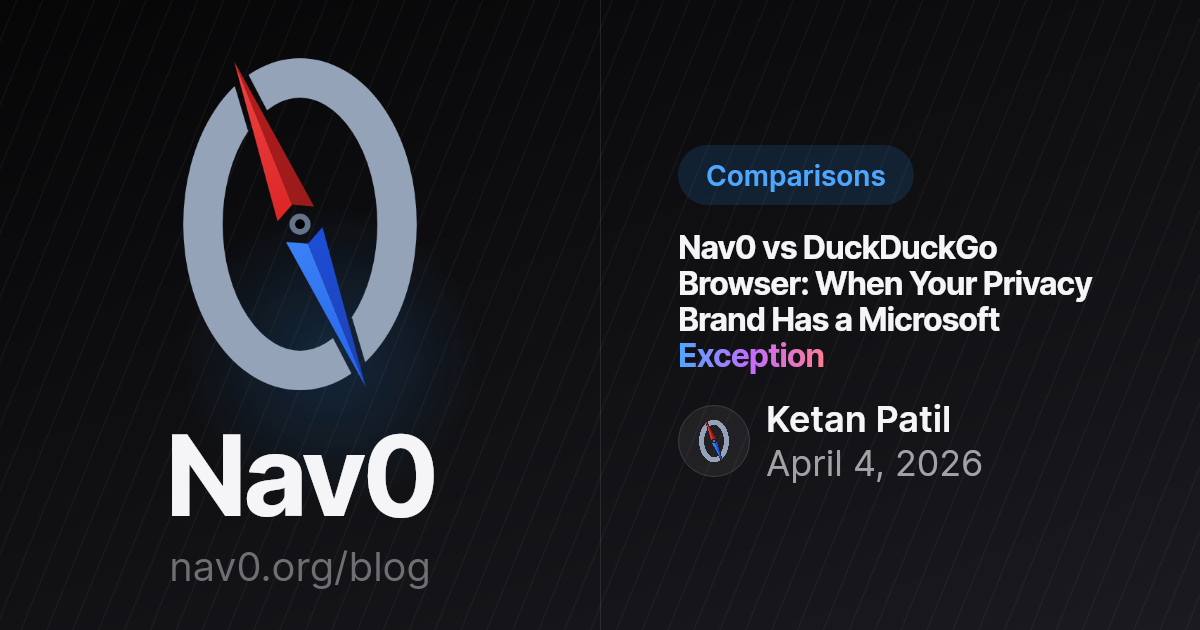 Nav0
nav0.org/blog
Comparisons
Nav0 vs DuckDuckGo
Browser: When Your Privacy
Brand Has a Microsoft
Exception
Ketan Patil
April 4, 2026